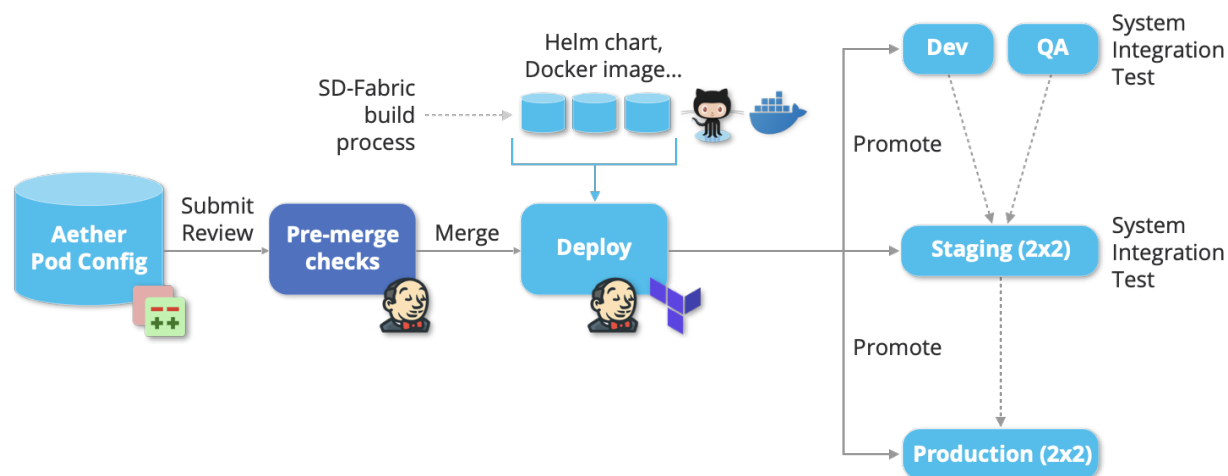 Helm chart,
Docker image...
SD-Fabric
build
process
Aether
Pod Config
Submit
Review
Pre-merge
checks
Merge
Deploy
Promote
Promote
Dev
QA
System
Integration
Test
Staging (2x2)
System
Integration
Test
Production (2x2)